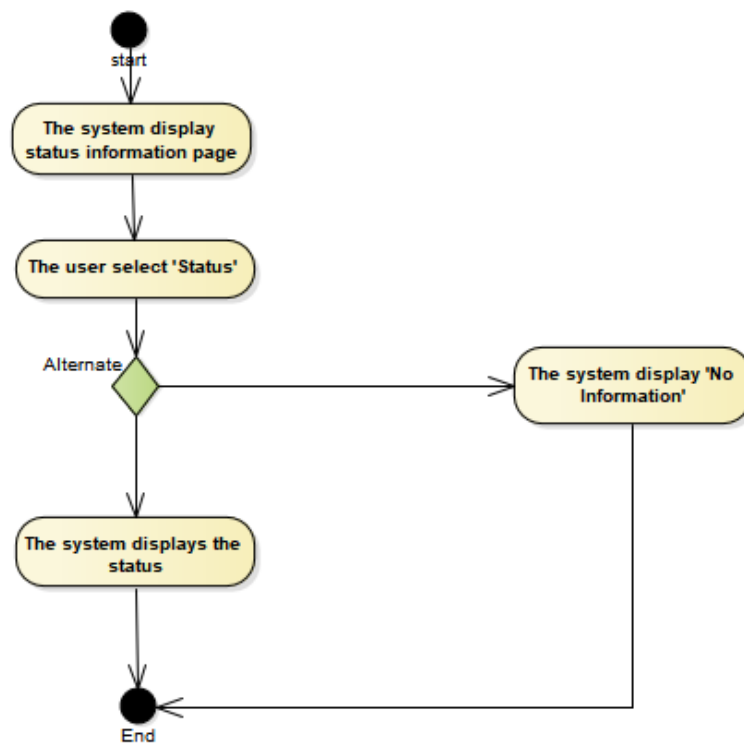 start
The system display
status information page
The user select 'Status'
Alternate
The system display 'No
Information'
The system displays the
status
End